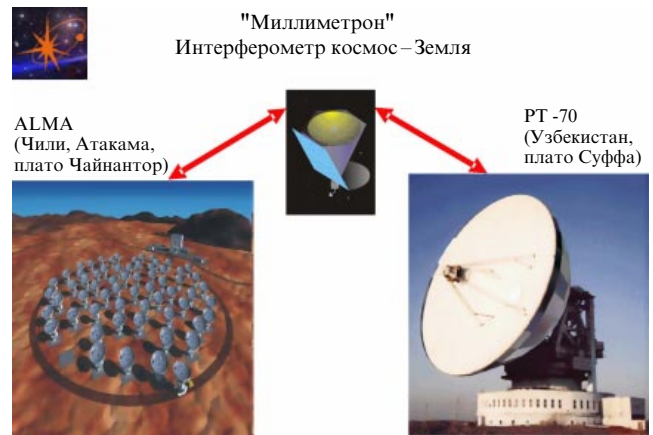 "Миллиметрон"
Интерферометр космос – Земля
ALMA
(Чили, Атакама,
плато Чайнантор)
РТ -70
(Узбекистан,
плато Суффа)